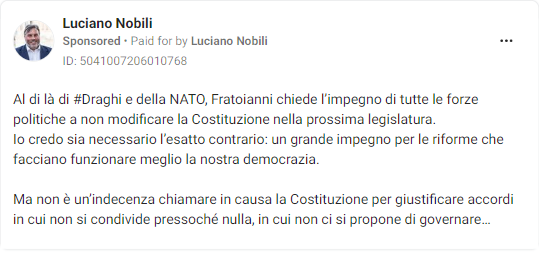 Luciano Nobili
Sponsored • Paid for by Luciano Nobili
ID: 5041007206010768
Al di là di #Draghi e della NATO, Fratoianni chiede l'impegno di tutte le forze
politiche a non modificare la Costituzione nella prossima legislatura.
Io credo sia necessario l'esatto contrario: un grande impegno per le riforme che
facciano funzionare meglio la nostra democrazia.
Ma non è un'indecenza chiamare in causa la Costituzione per giustificare accordi
in cui non si condivide pressoché nulla, in cui non ci si propone di governare...